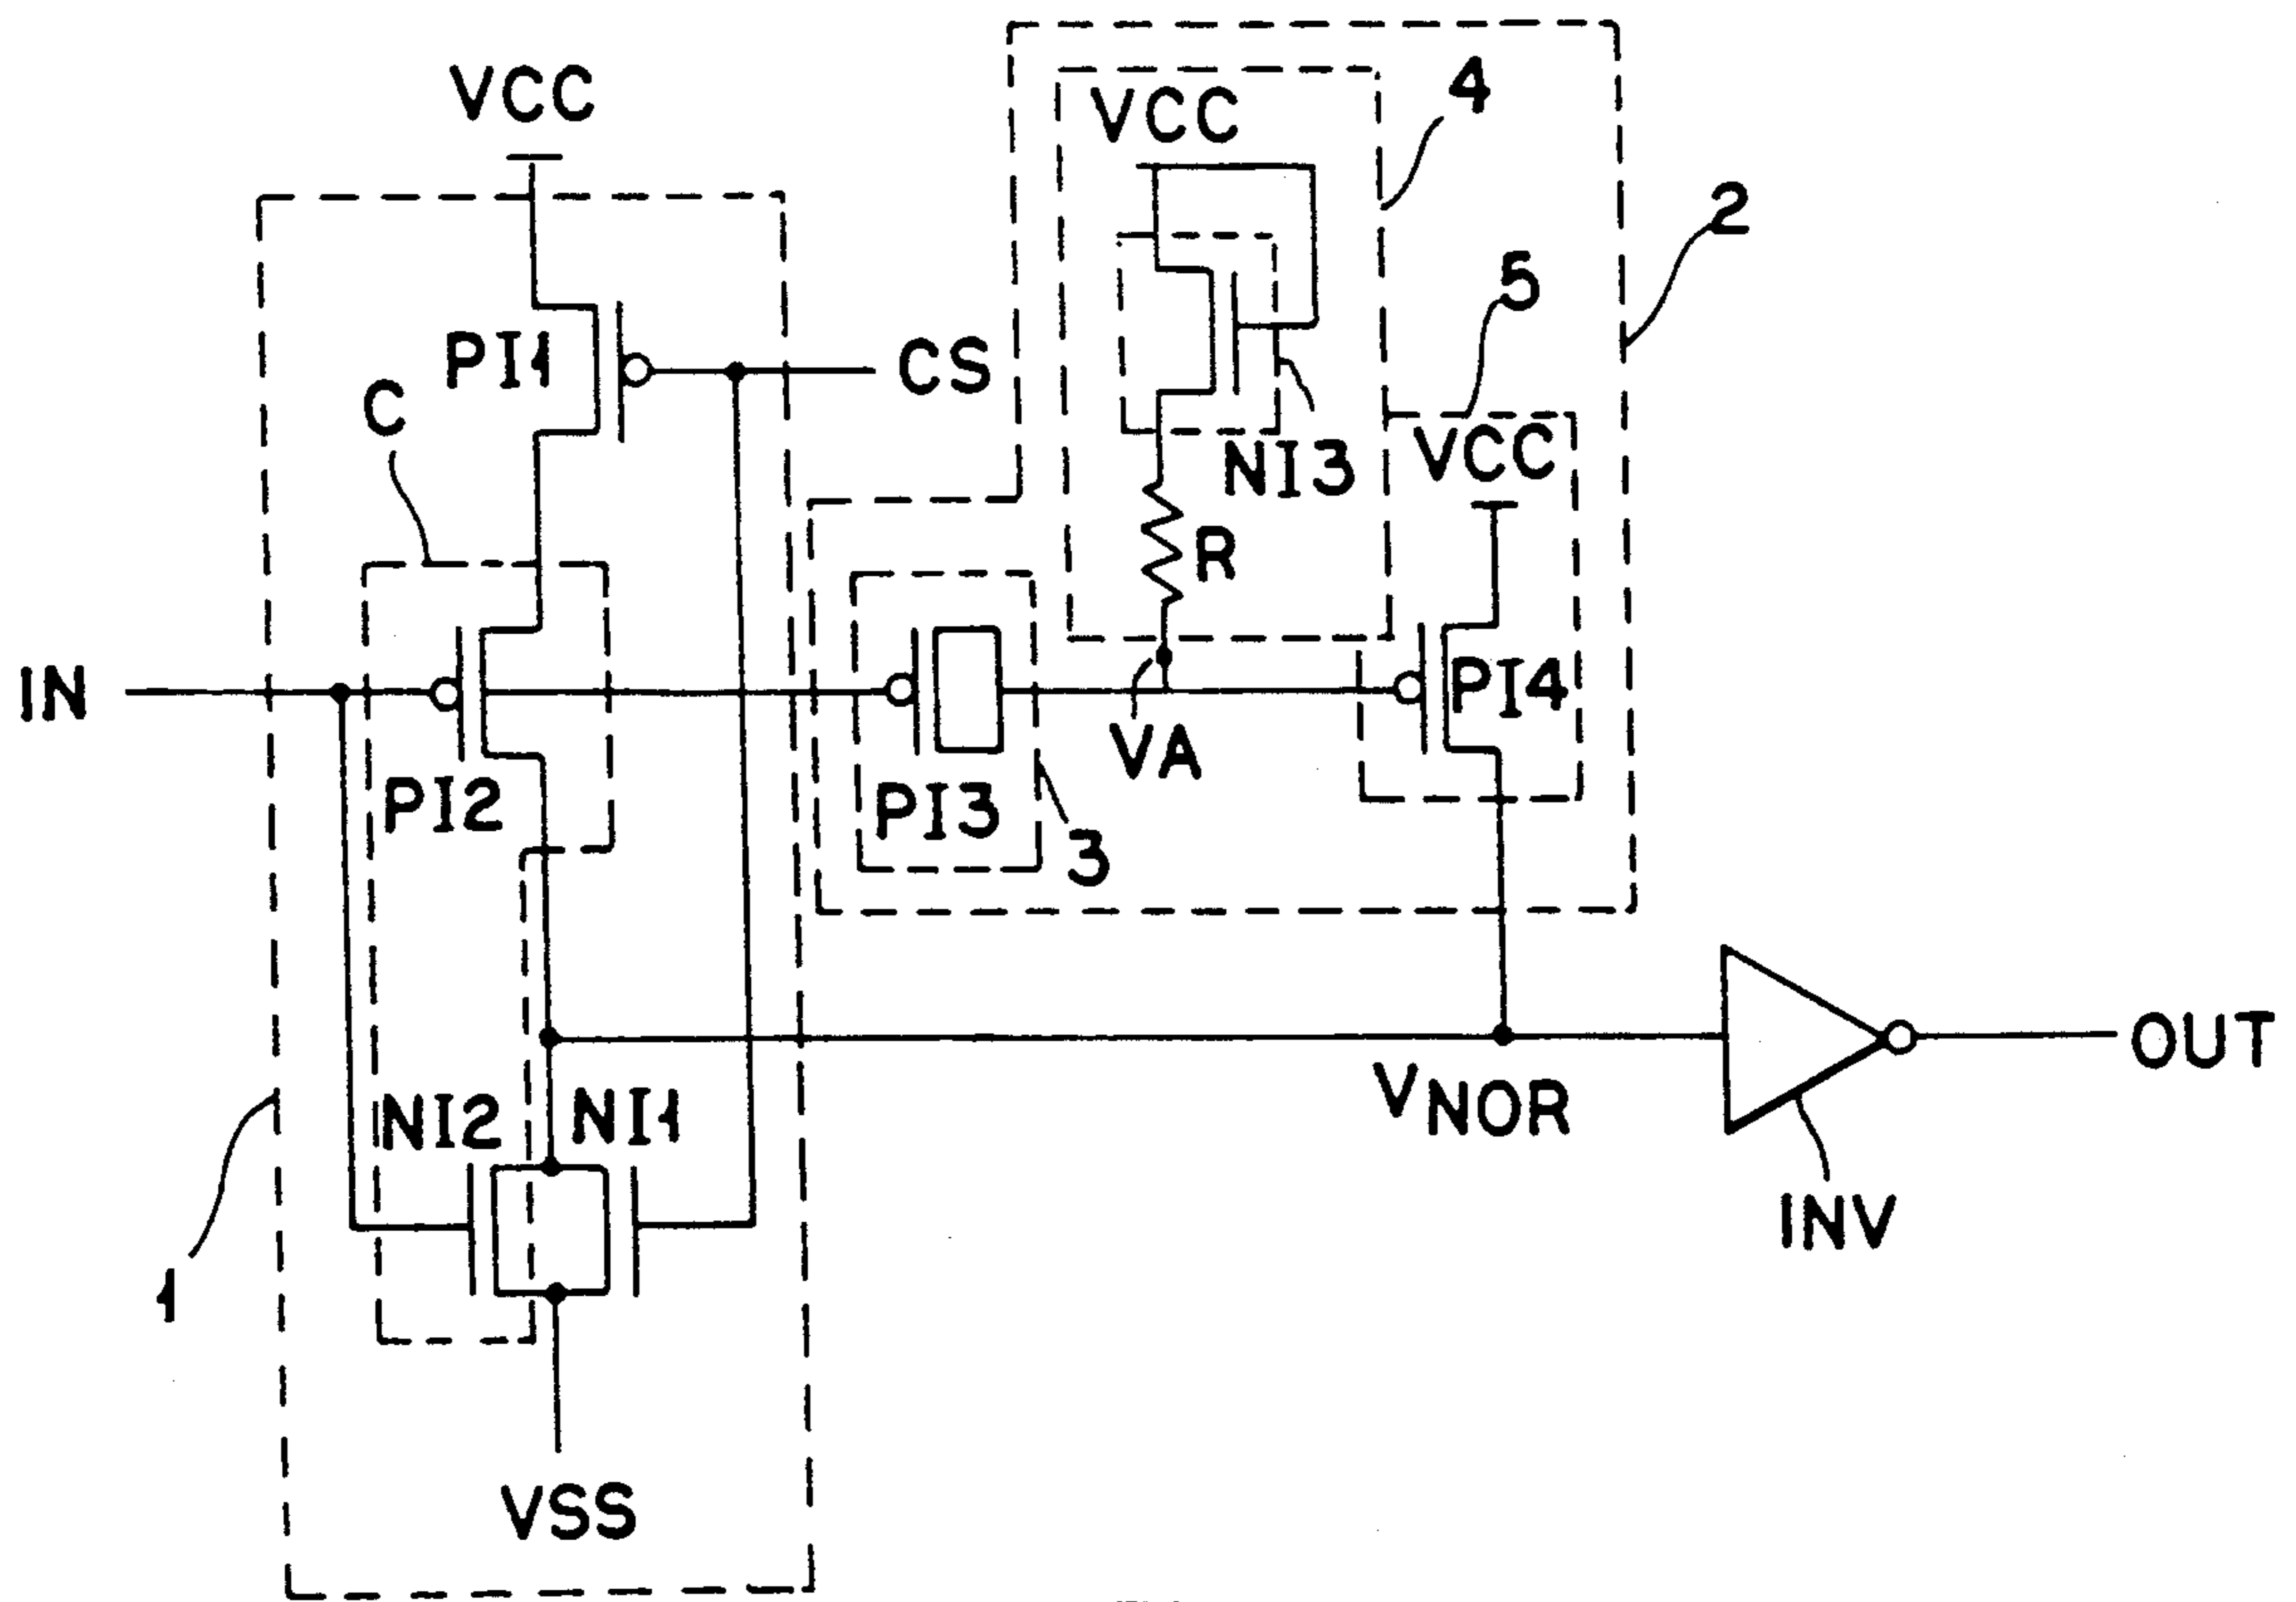 VCC
4
VCC
2
5
PI1
CS
C
VCC
NI3
R
IN
PI4
VA
PI2
PI3
3
OUT
NI2
NI1
VNOR
INV
1
VSS